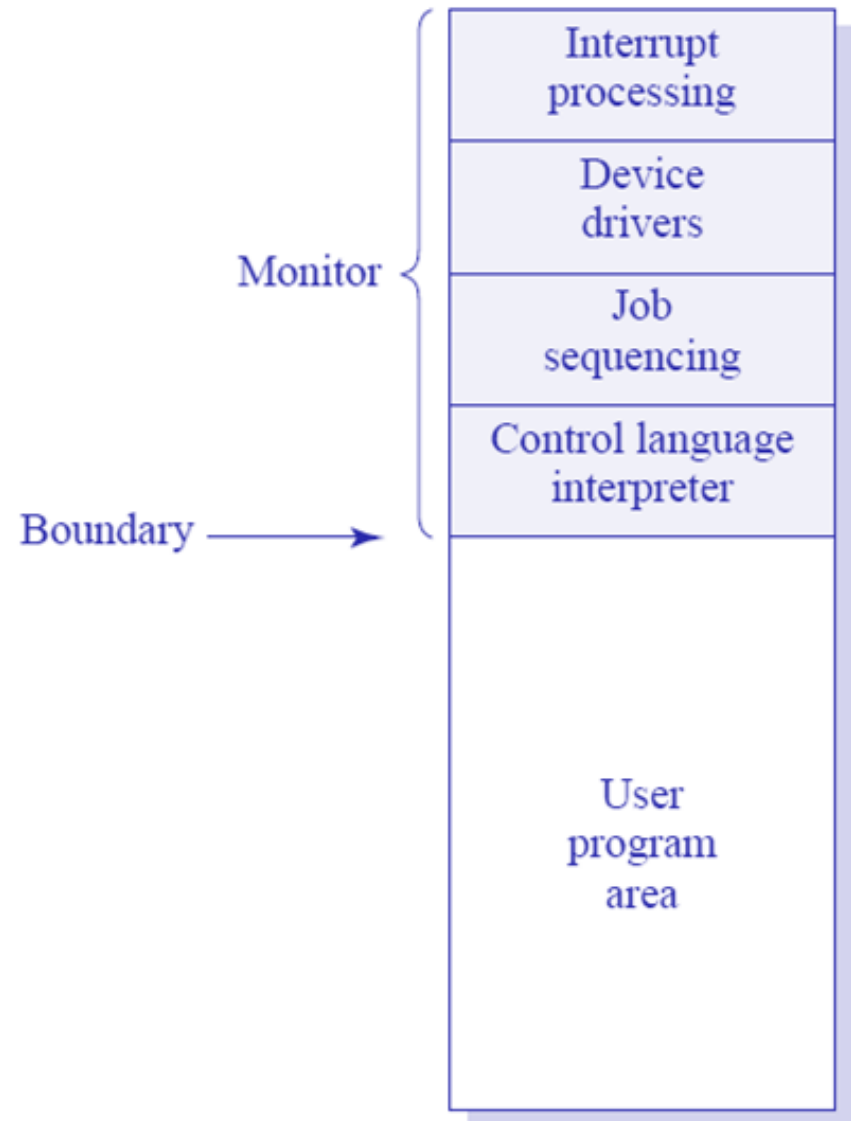 Interrupt
processing
Device
drivers
Monitor
Job
sequencing
Control language
interpreter
Boundary
User
program
area